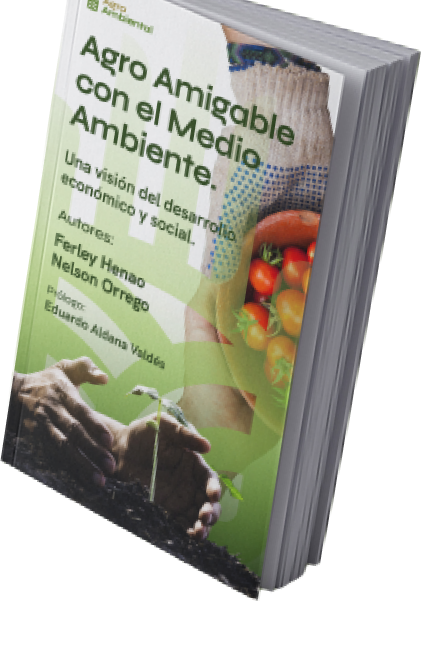 Agro
Ambiental
Agro Amigable
con el Medio
Ambiente.
Una visión del desarrollo
económico y social.
Autores:
Ferley Henao
Nelson Orrego
Prólogo:
Eduardo Aldana Valdés